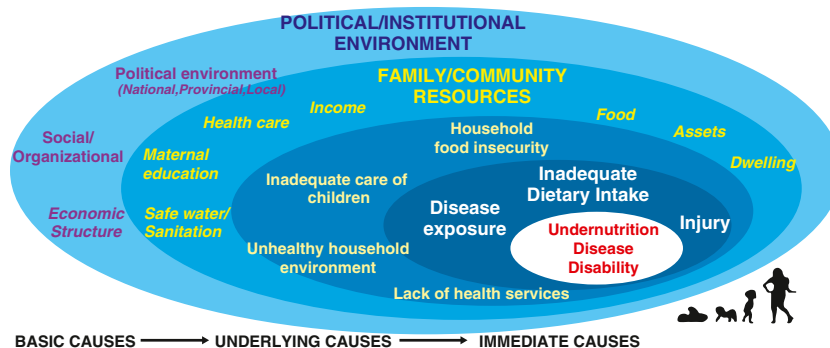 POLITICAL/INSTITUTIONAL
ENVIRONMENT
Political environment
(National,Provincial,Local)
FAMILY/COMMUNITY
RESOURCES
Health care
Income
Food
Assets
Dwelling
Social/
Organizational
Maternal
education
Household
food insecurity
Inadequate care of
children
Inadequate
Dietary Intake
Economic
Structure
Safe water/
Sanitation
Disease
exposure
Injury
Undernutrition
Disease
Disability
Unhealthy household
environment
Lack of health services
BASIC CAUSES
UNDERLYING CAUSES
IMMEDIATE CAUSES